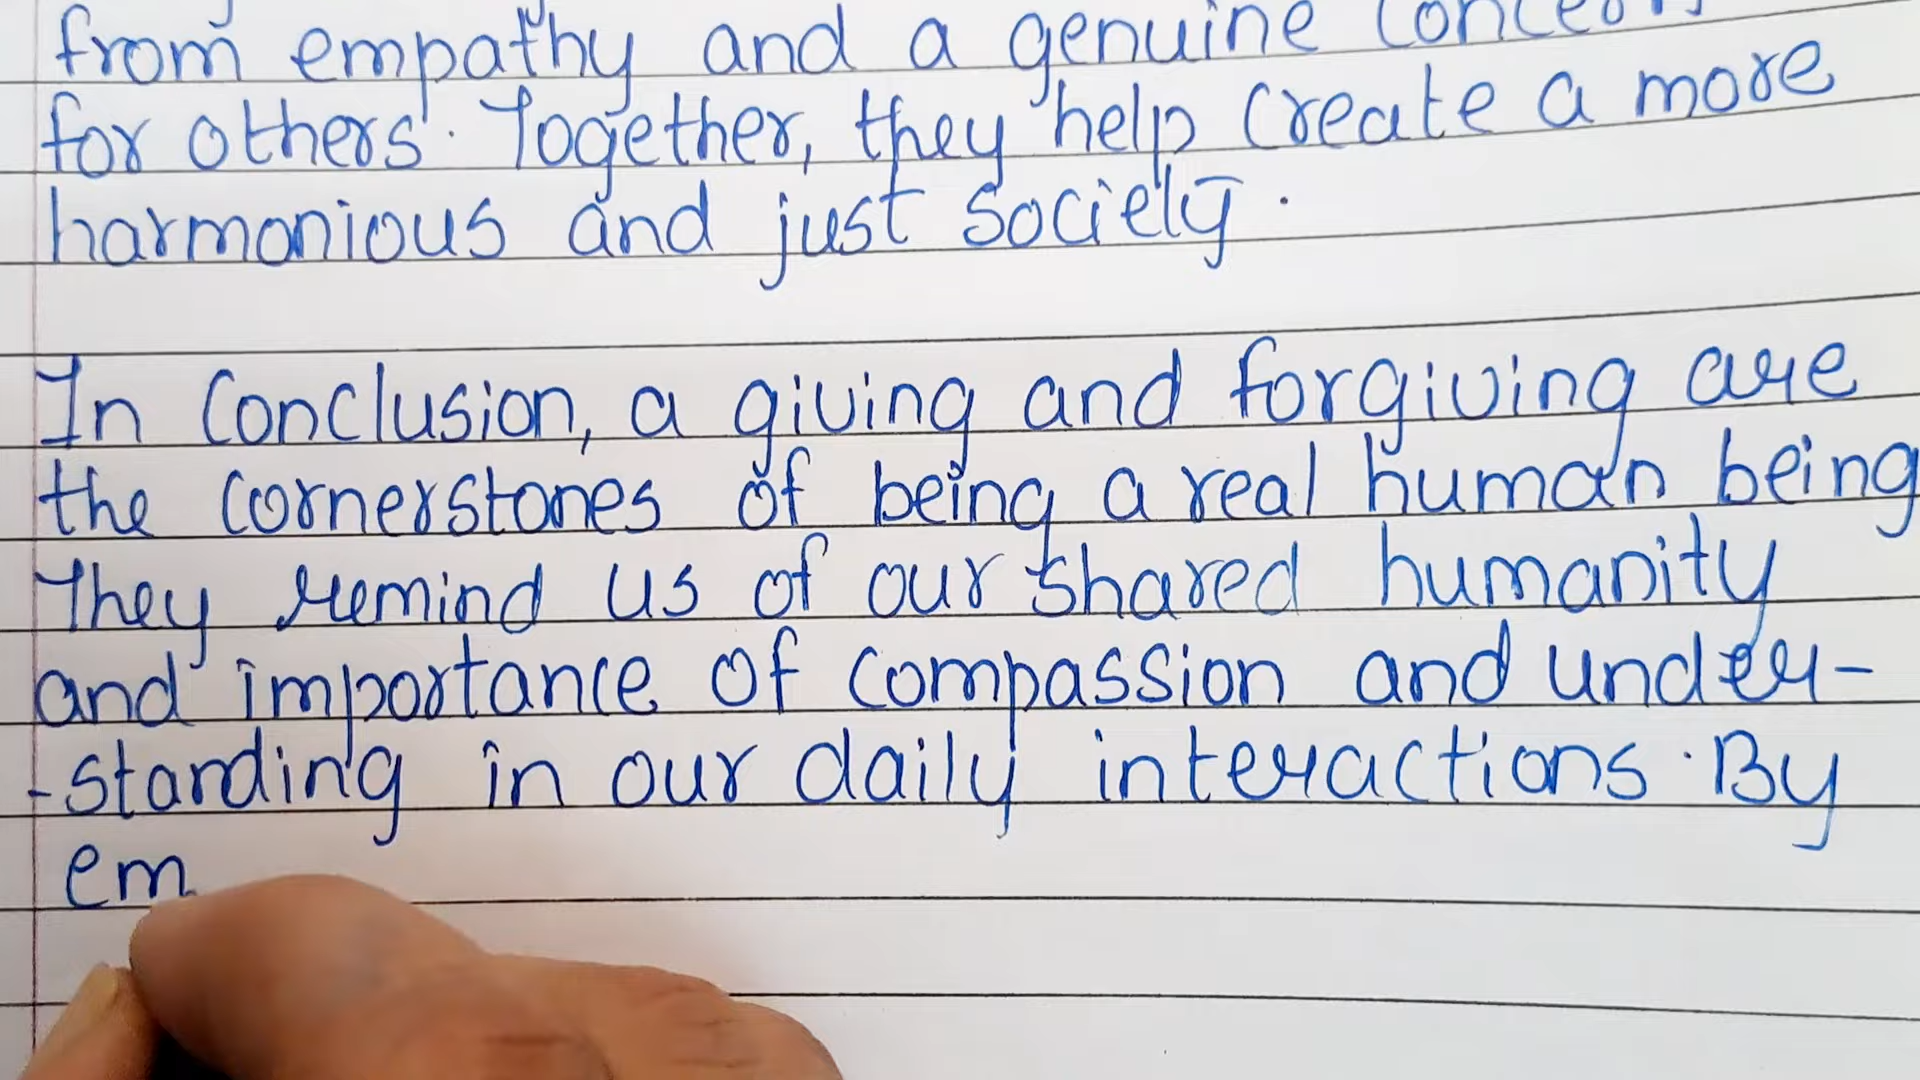 from empathy and a genuine concern
for others. Together, they help create a more
harmonious and just society.
In conclusion, a giving and forgiving are
the cornerstones of being a real human being
They remind us of our shared humanity
and importance of compassion and under-
-standing in our daily interactions. By
em